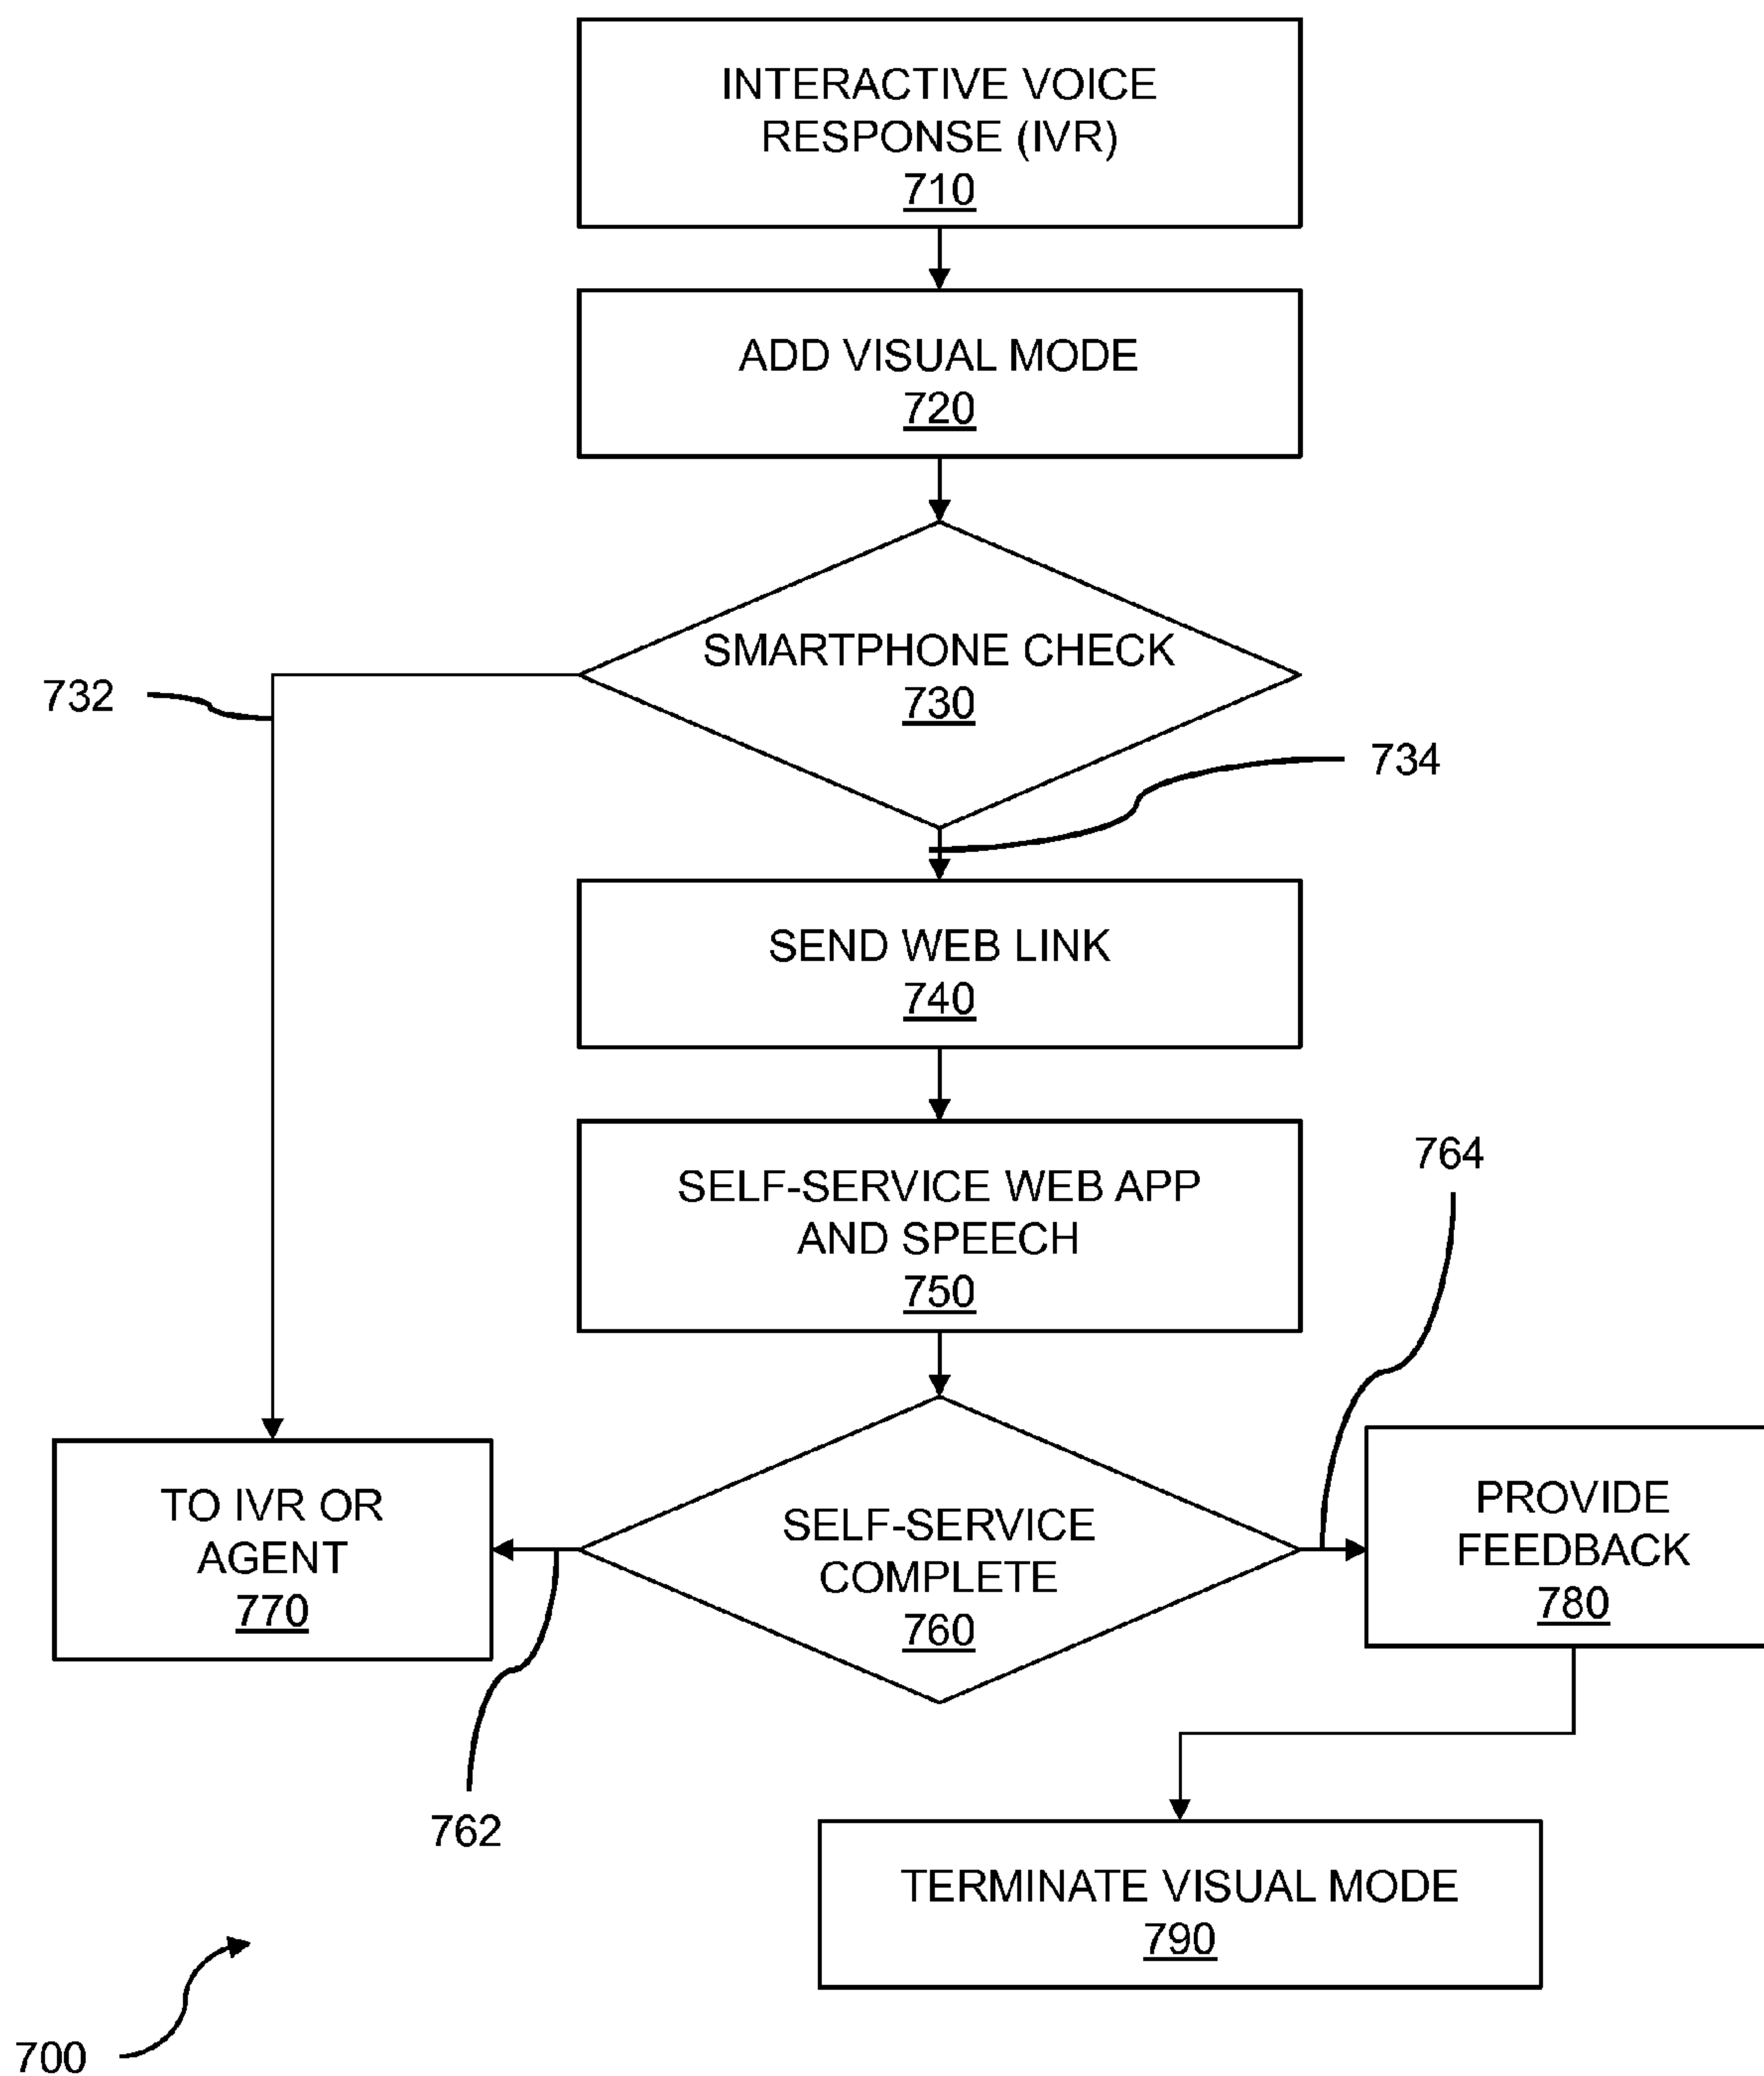 INTERACTIVE VOICE
RESPONSE (IVR)
710
ADD VISUAL MODE
720
SMARTPHONE CHECK
730
732
734
SEND WEB LINK
740
SELF-SERVICE WEB APP
AND SPEECH
750
764
TO IVR OR
AGENT
770
SELF-SERVICE
COMPLETE
760
PROVIDE
FEEDBACK
780
762
TERMINATE VISUAL MODE
790
700